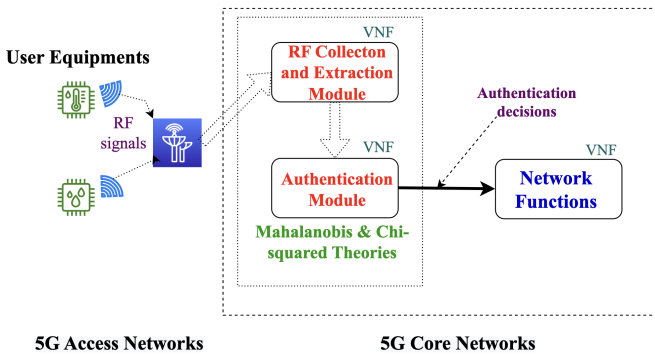 User Equipments
RF
signals
VNF
RF Collecton
and Extraction
Module
VNF
Authentication
Module
Mahalanobis & Chi-
squared Theories
Authentication
decisions
VNF
Network
Functions
5G Access Networks
5G Core Networks